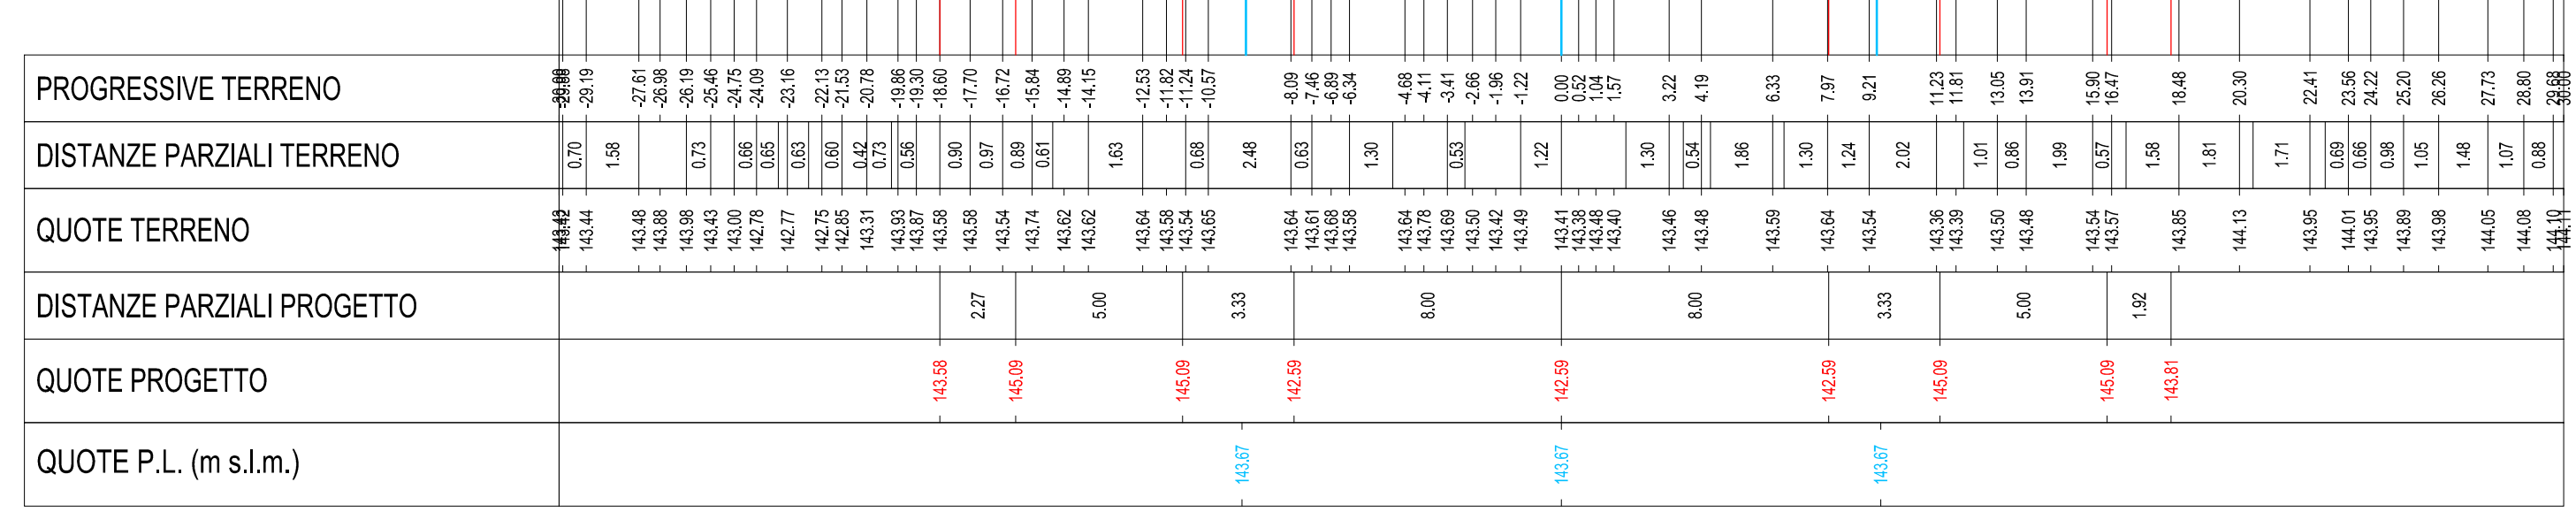 PROGRESSIVE TERRENO -29.19 -27.61 -26.98 -26.19 -25.46 -24.75 -24.09 -23.16 -22.13 -21.53 -20.78 -19.86 -19.30 -18.60 -17.70 -16.72 -15.84 -14.89 -14.15 -12.53 -11.82 -11.24 -10.57 -8.09 -7.46 -6.89 -6.34 -4.68 -4.11 -3.41 -2.66 -1.96 -1.22 0.00 0.52 1.04 1.57 3.22 4.19 6.33 7.97 9.21 11.23 11.81 13.05 13.91 15.90 16.47 18.48 20.30 22.41 23.56 24.22 25.20 26.26 27.73 28.80 29.68 30.00
DISTANZE PARZIALI TERRENO 0.70 1.58 0.73 0.66 0.65 0.63 0.60 0.42 0.73 0.56 0.90 0.97 0.89 0.61 1.63 0.68 2.48 0.63 1.30 0.53 1.22 1.30 0.54 1.86 1.30 1.24 2.02 1.01 0.86 1.99 0.57 1.58 1.81 1.71 0.69 0.66 0.98 1.05 1.48 1.07 0.88
QUOTE TERRENO 143.42 143.44 143.48 143.88 143.98 143.43 143.00 142.78 142.77 142.75 142.85 143.31 143.93 143.87 143.58 143.58 143.54 143.74 143.62 143.62 143.64 143.58 143.54 143.65 143.64 143.61 143.68 143.58 143.64 143.78 143.69 143.50 143.42 143.49 143.41 143.38 143.48 143.40 143.46 143.48 143.59 143.64 143.54 143.36 143.39 143.50 143.48 143.54 143.57 143.85 144.13 143.95 144.01 143.95 143.89 143.98 144.05 144.08 144.10 144.11
DISTANZE PARZIALI PROGETTO 2.27 5.00 3.33 8.00 8.00 3.33 5.00 1.92
QUOTE PROGETTO 143.58 145.09 145.09 142.59 142.59 142.59 145.09 145.09 143.81
QUOTE P.L. (m s.l.m.) 143.67 143.67 143.67